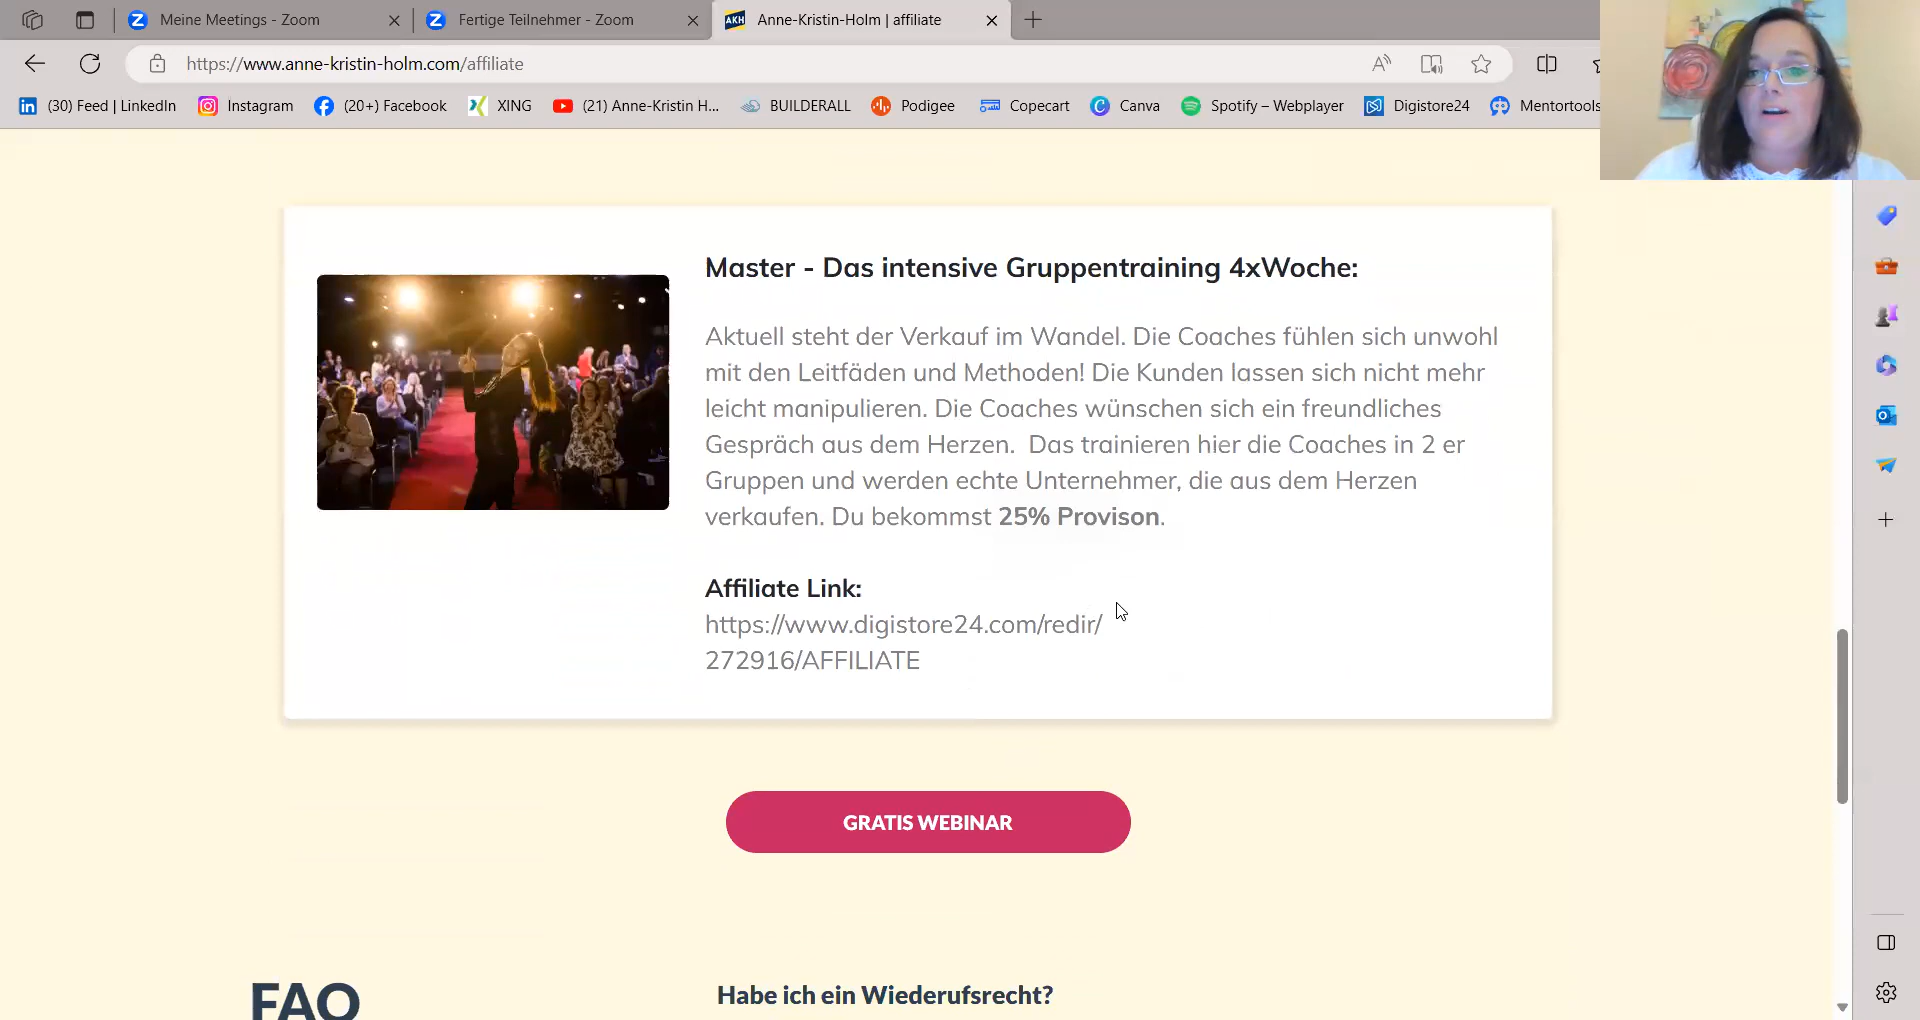 Meine Meetings - Zoom
Fertige Teilnehmer - Zoom
AKH
Anne-Kristin-Holm | affiliate
https://www.anne-kristin-holm.com/affiliate
(30) Feed | LinkedIn
Instagram
(20+) Facebook
XING
(21) Anne-Kristin H...
BUILDERALL
Podigee
Copecart
Canva
Spotify – Webplayer
Digistore24
Mentortools
Master - Das intensive Gruppentraining 4xWoche:
Aktuell steht der Verkauf im Wandel. Die Coaches fühlen sich unwohl
mit den Leitfäden und Methoden! Die Kunden lassen sich nicht mehr
leicht manipulieren. Die Coaches wünschen sich ein freundliches
Gespräch aus dem Herzen. Das trainieren hier die Coaches in 2 er
Gruppen und werden echte Unternehmer, die aus dem Herzen
verkaufen. Du bekommst 25% Provison.
Affiliate Link:
https://www.digistore24.com/redir/
272916/AFFILIATE
GRATIS WEBINAR
FAQ
Habe ich ein Wiederufsrecht?